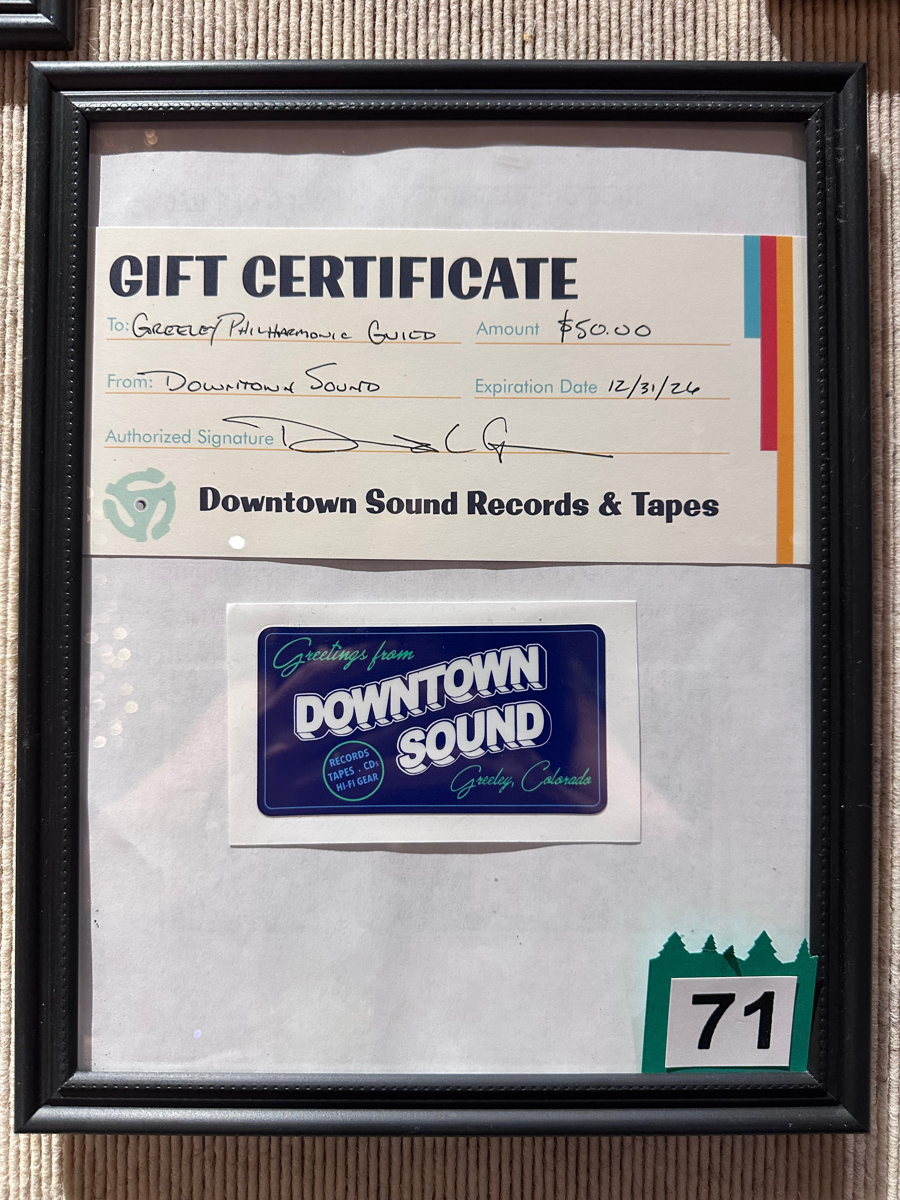 GIFT CERTIFICATE
To: GREELEY PHILHARMONIC GUILD Amount $50.00
From: DOWNTOWN SOUND Expiration Date 12/31/26
Authorized Signature
Downtown Sound Records & Tapes
Greetings from
DOWNTOWN
SOUND
RECORDS
TAPES . CDs
HI-FI GEAR
Greeley, Colorado
71